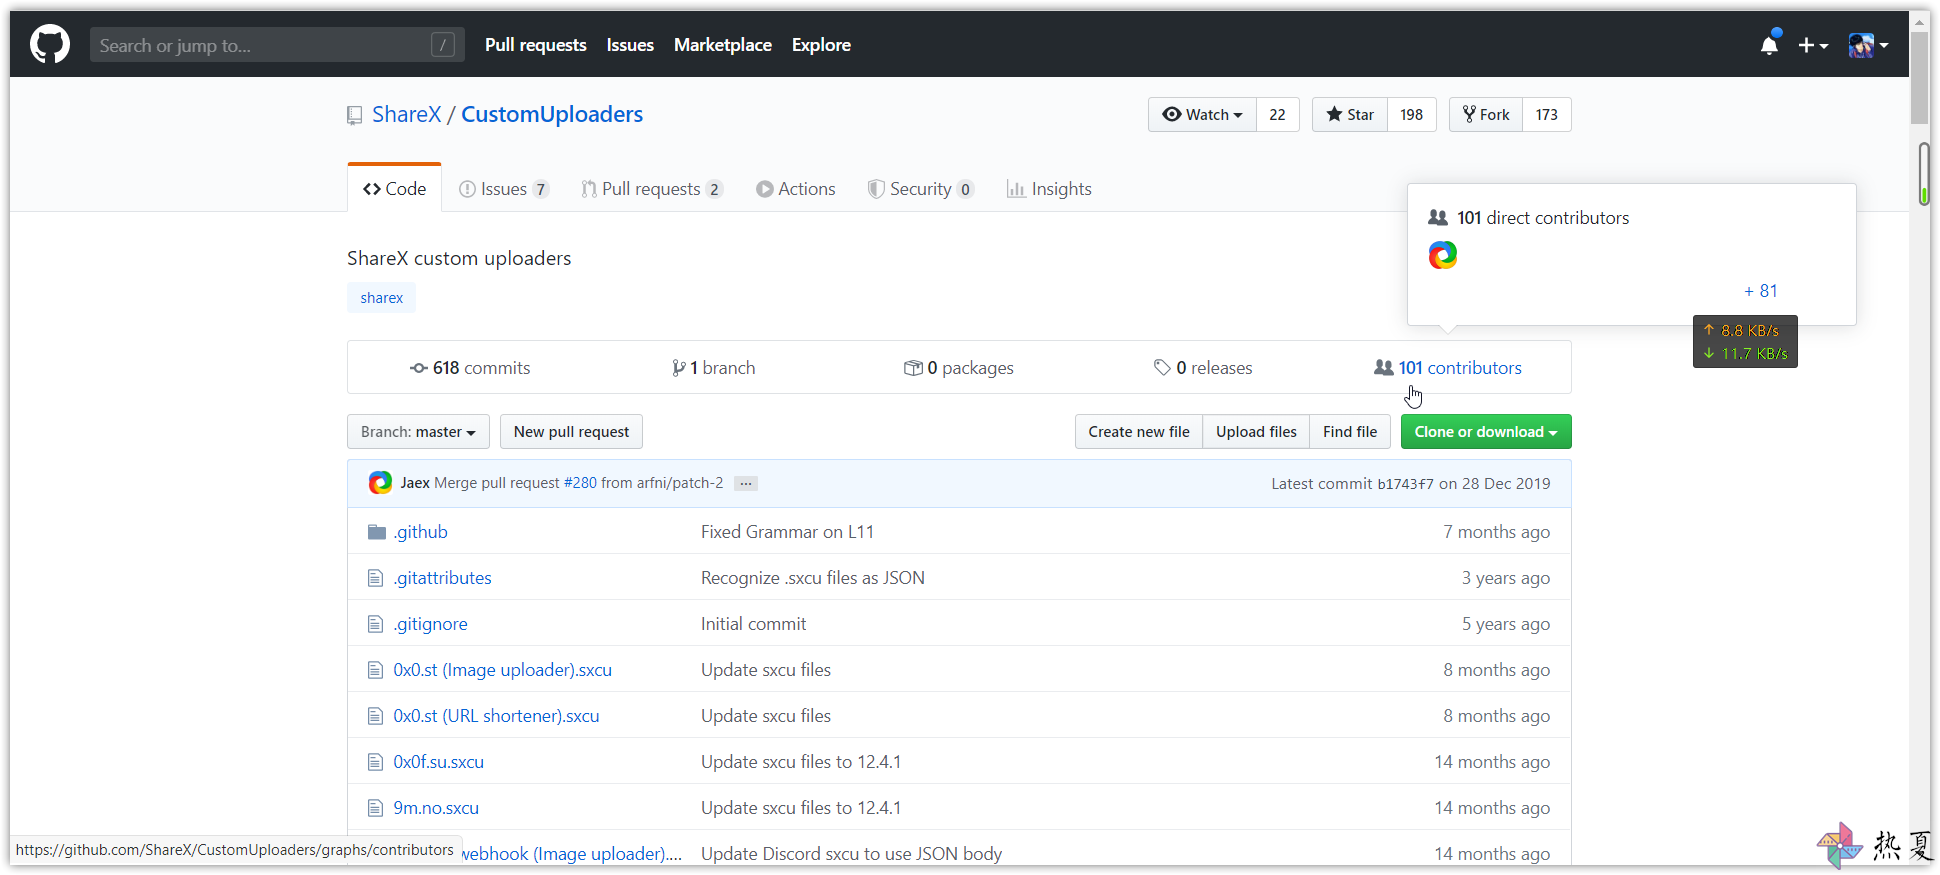 Search or jump to... /
Pull requests Issues Marketplace Explore
ShareX / CustomUploaders
Watch 22 Star 198 Fork 173
Code Issues 7 Pull requests 2 Actions Security 0 Insights
101 direct contributors
+ 81
ShareX custom uploaders
sharex
↑ 8.8 KB/s
↓ 11.7 KB/s
618 commits 1 branch 0 packages 0 releases 101 contributors
Branch: master New pull request Create new file Upload files Find file Clone or download
Jaex Merge pull request #280 from arfni/patch-2 ... Latest commit b1743f7 on 28 Dec 2019
.github Fixed Grammar on L11 7 months ago
.gitattributes Recognize .sxcu files as JSON 3 years ago
.gitignore Initial commit 5 years ago
0x0.st (Image uploader).sxcu Update sxcu files 8 months ago
0x0.st (URL shortener).sxcu Update sxcu files 8 months ago
0x0f.su.sxcu Update sxcu files to 12.4.1 14 months ago
9m.no.sxcu Update sxcu files to 12.4.1 14 months ago
webhook (Image uploader).... Update Discord sxcu to use JSON body 14 months ago
https://github.com/ShareX/CustomUploaders/graphs/contributors
热夏